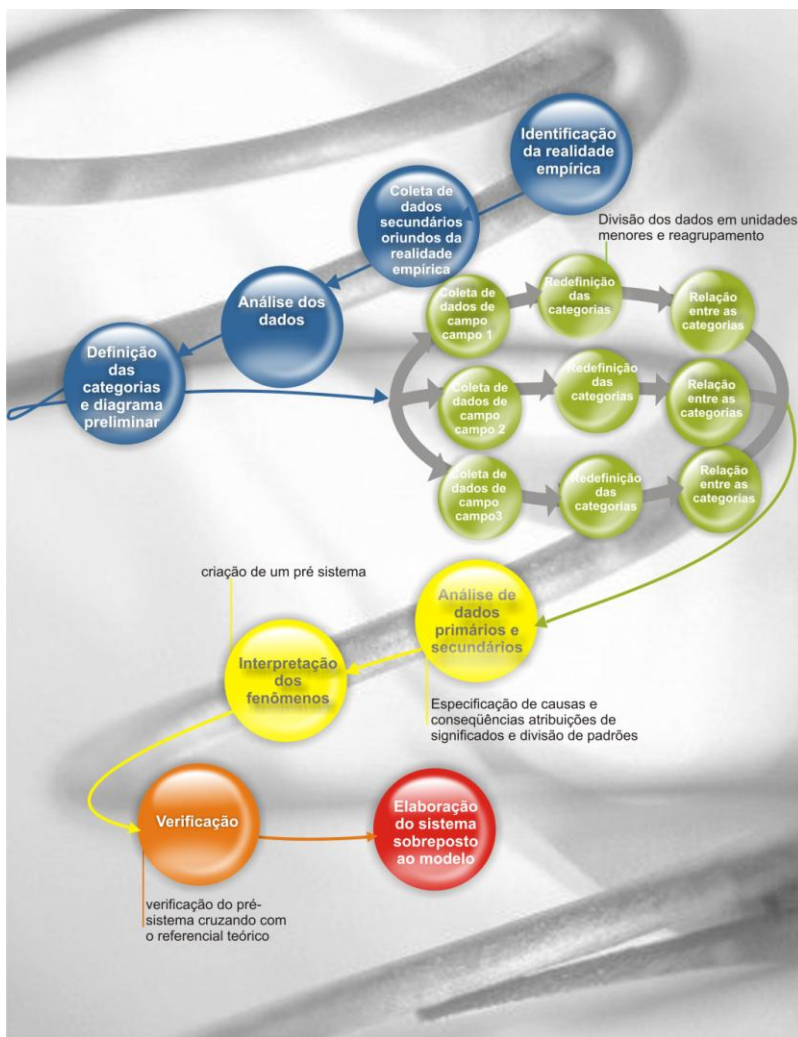 Identificação
da realidade
empírica
Coleta de
dados
secundários
oriundos da
realidade
empírica
Análise dos
dados
Definição
das
categorias
e diagrama
preliminar
Divisão dos dados em unidades
menores e reagrupamento
Coleta de
dados de
campo
campo 1
Redefinição
das
categorias
Relação
entre as
categorias
Coleta de
dados de
campo
campo 2
Redefinição
das
categorias
Relação
entre as
categorias
Coleta de
dados de
campo
campo3
Redefinição
das
categorias
Relação
entre as
categorias
criação de um pré sistema
Análise de
dados
primários e
secundários
Interpretação
dos
fenômenos
Especificação de causas e
conseqüências atribuições de
significados e divisão de padrões
Verificação
Elaboração
do sistema
sobreposto
ao modelo
verificação do pré-
sistema cruzando com
o referencial teórico